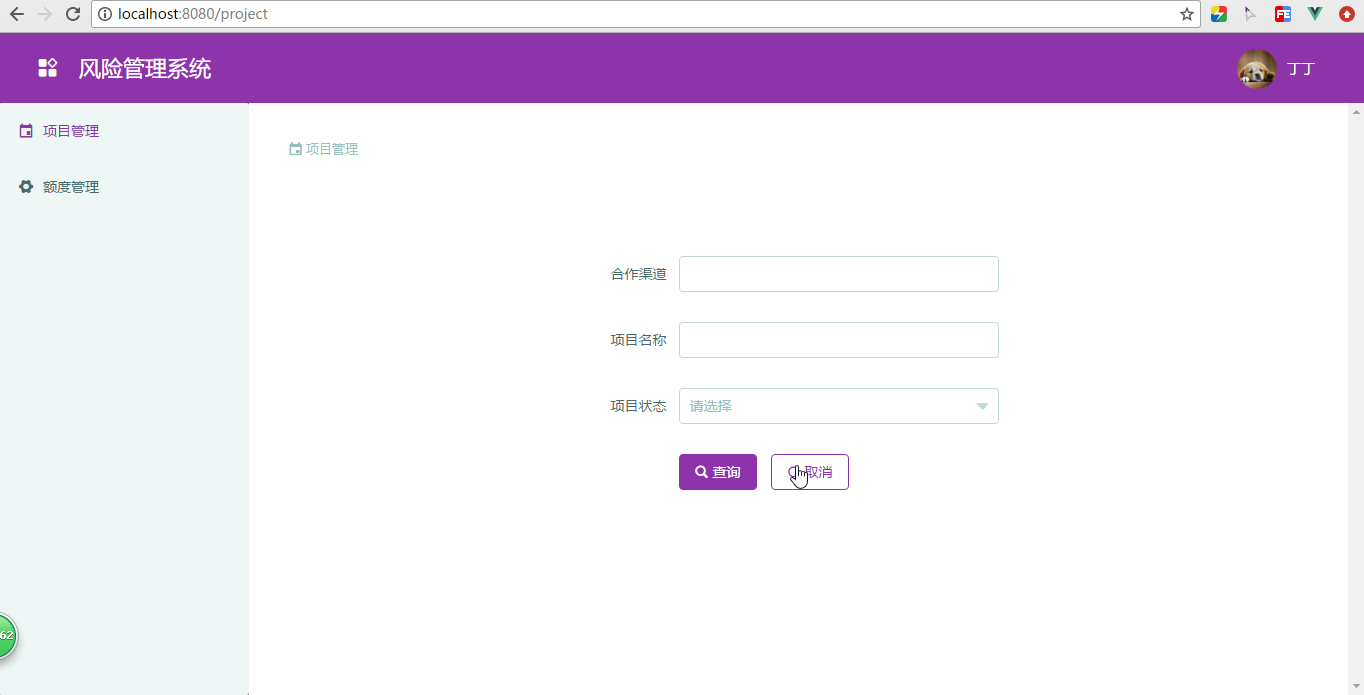 localhost:8080/project
风险管理系统
丁丁
项目管理
额度管理
项目管理
合作渠道
项目名称
项目状态 请选择
查询 取消
62